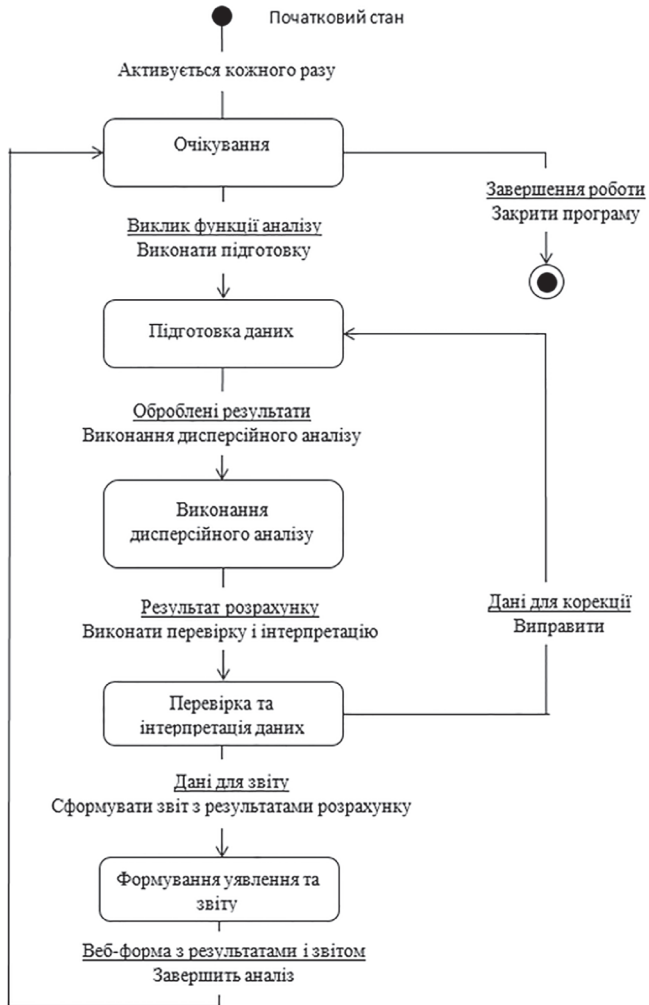 Початковий стан
Активується кожного разу
Очікування
Завершення роботи
Закрити програму
Виклик функції аналізу
Виконати підготовку
Підготовка даних
Оброблені результати
Виконання дисперсійного аналізу
Виконання
дисперсійного аналізу
Результат розрахунку
Виконати перевірку і інтерпретацію
Дані для корекції
Виправити
Перевірка та
інтерпретація даних
Дані для звіту
Сформувати звіт з результатами розрахунку
Формування уявлення та
звіту
Веб-форма з результатами і звітом
Завершить аналіз